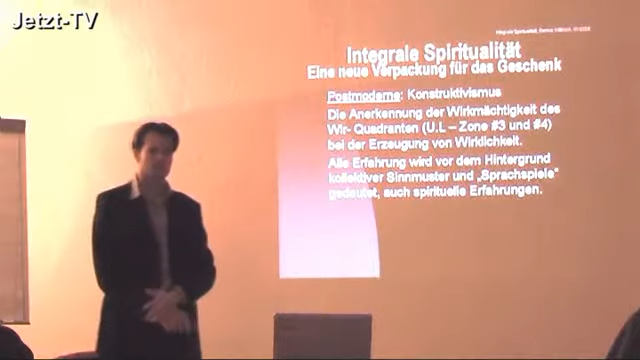 Jetzt-TV
Integrale Spiritualität
Eine neue Verpackung für das Geschenk
Postmoderne: Konstruktivismus
Die Anerkennung der Wirkmächtigkeit des
Wir- Quadranten (U.L – Zone #3 und #4)
bei der Erzeugung von Wirklichkeit.
Alle Erfahrung wird vor dem Hintergrund
kollektiver Sinnmuster und „Sprachspiele"
gedeutet, auch spirituelle Erfahrungen.